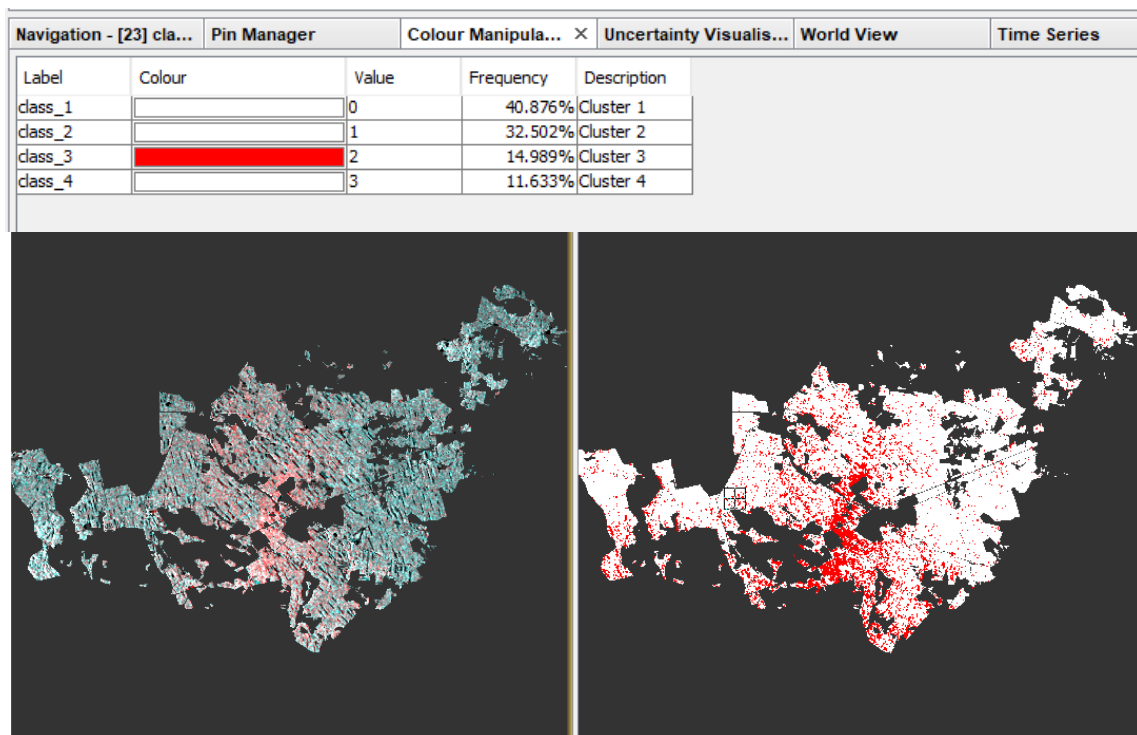 Navigation - [23] cla... Pin Manager Colour Manipula... × Uncertainty Visualis... World View Time Series
Label Colour Value Frequency Description
class_1 0 40.876% Cluster 1
class_2 1 32.502% Cluster 2
class_3 2 14.989% Cluster 3
class_4 3 11.633% Cluster 4